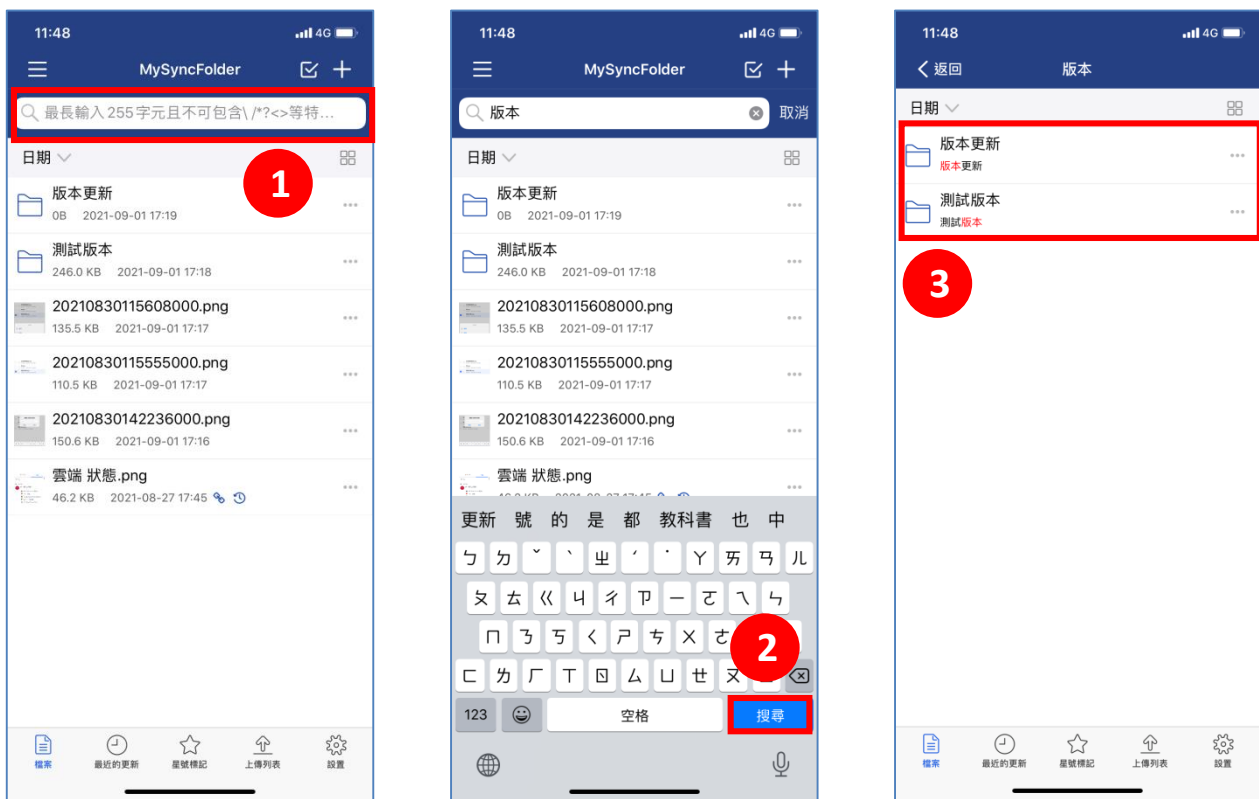 11:48
4G
MySyncFolder
最長輸入255字元且不可包含\ /*?<>等特...
日期
1
版本更新
0B 2021-09-01 17:19
測試版本
246.0 KB 2021-09-01 17:18
20210830115608000.png
135.5 KB 2021-09-01 17:17
20210830115555000.png
110.5 KB 2021-09-01 17:17
20210830142236000.png
150.6 KB 2021-09-01 17:16
雲端 狀態.png
46.2 KB 2021-08-27 17:45
檔案 最近的更新 星號標記 上傳列表 設置
11:48
4G
MySyncFolder
版本 取消
日期
版本更新
0B 2021-09-01 17:19
測試版本
246.0 KB 2021-09-01 17:18
20210830115608000.png
135.5 KB 2021-09-01 17:17
20210830115555000.png
110.5 KB 2021-09-01 17:17
20210830142236000.png
150.6 KB 2021-09-01 17:16
雲端 狀態.png
更新 號 的 是 都 教科書 也 中
ㄅ ㄉ ˇ ˋ ㄓ ˊ ˙ ㄚ ㄞ ㄢ ㄦ
ㄆ ㄊ ㄍ ㄐ ㄔ ㄗ ㄧ ㄛ ㄟ ㄣ
ㄇ ㄋ ㄎ ㄑ ㄕ ㄘ ㄨ ㄜ
2
ㄈ ㄌ ㄏ ㄒ ㄖ ㄙ ㄩ ㄝ ㄡ
123 空格 搜尋
11:48
4G
返回 版本
日期
版本更新
版本更新
測試版本
測試版本
3
檔案 最近的更新 星號標記 上傳列表 設置